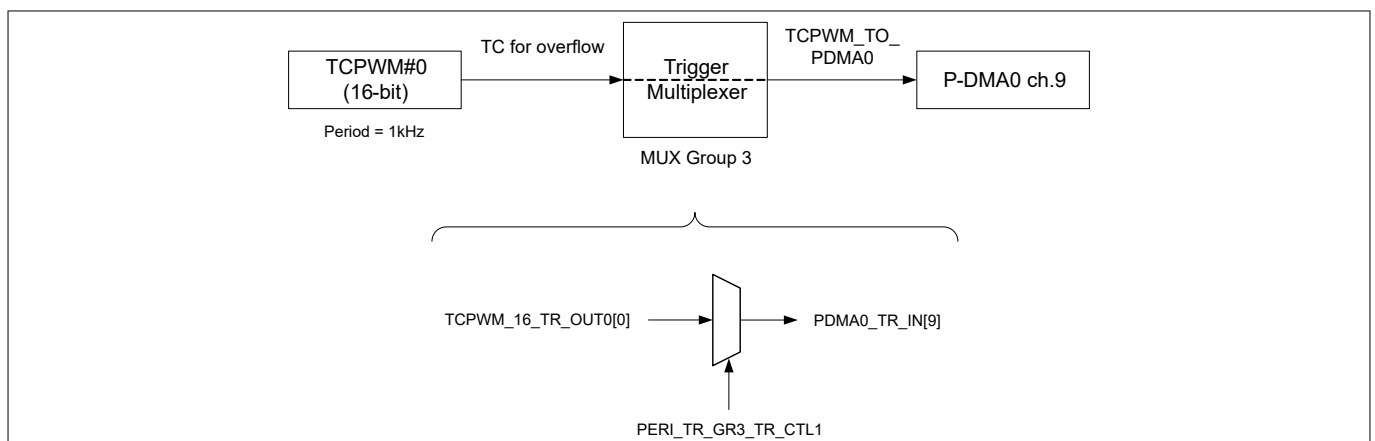 TCPWM#0
(16-bit)
Period = 1kHz
TC for overflow
Trigger
Multiplexer
MUX Group 3
TCPWM_TO_
PDMA0
P-DMA0 ch.9
TCPWM_16_TR_OUT0[0]
PDMA0_TR_IN[9]
PERI_TR_GR3_TR_CTL1